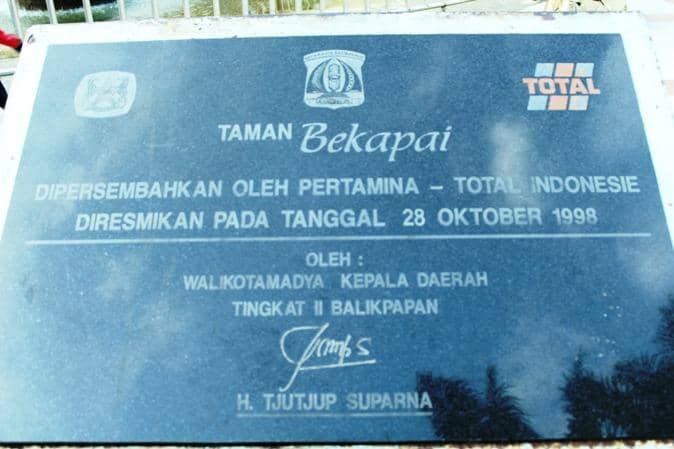 TOTAL
TAMAN Bekapai
DIPERSEMBAHKAN OLEH PERTAMINA – TOTAL INDONESIE
DIRESMIKAN PADA TANGGAL 28 OKTOBER 1998
OLEH :
WALIKOTAMADYA KEPALA DAERAH
TINGKAT II BALIKPAPAN
H. TJUTJUP SUPARNA